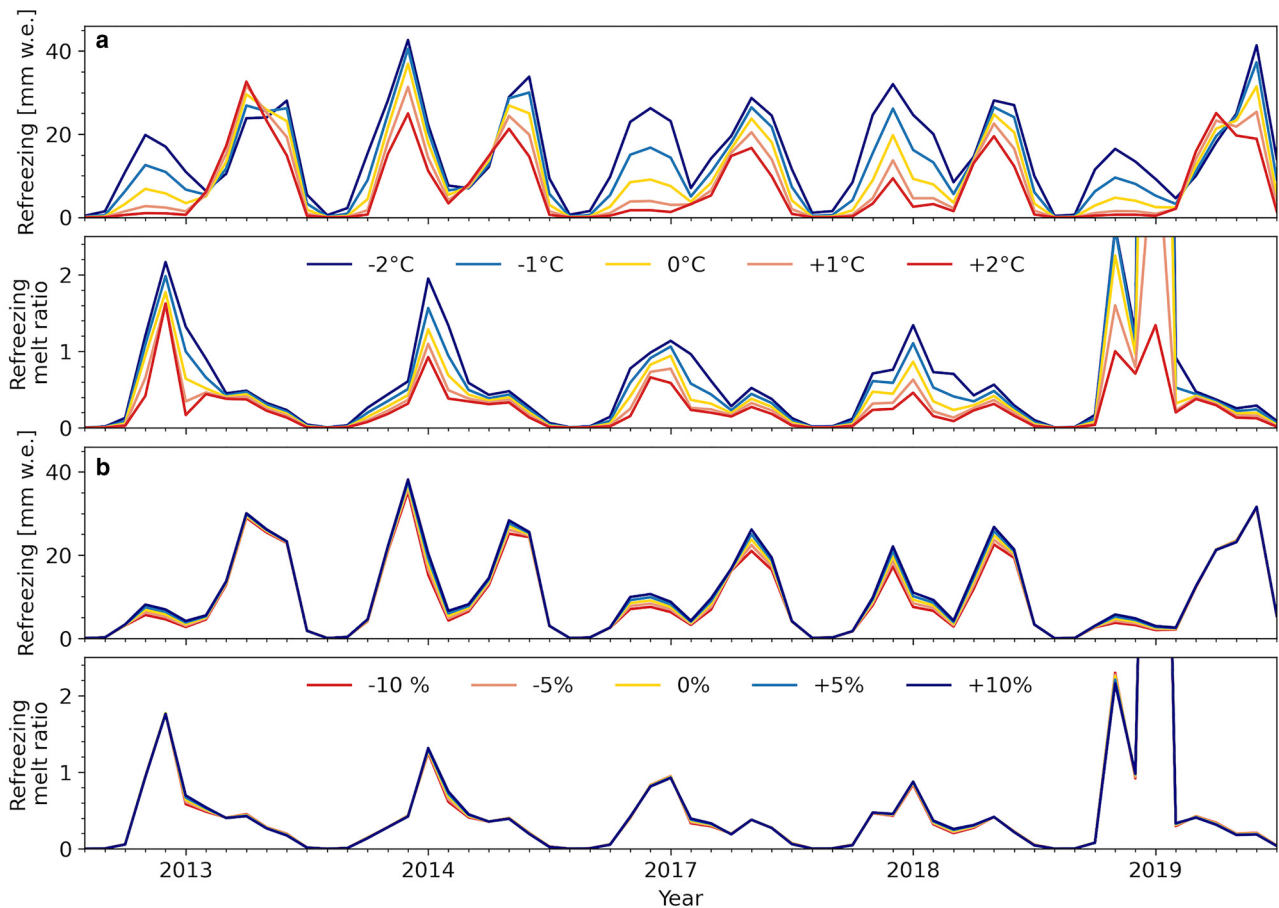 a
Refreezing [mm w.e.]
40
20
0
Refreezing
melt ratio
2
1
0
-2°C -1°C 0°C +1°C +2°C
b
Refreezing [mm w.e.]
40
20
0
Refreezing
melt ratio
2
1
0
-10 % -5% 0% +5% +10%
2013 2014 2017 2018 2019
Year